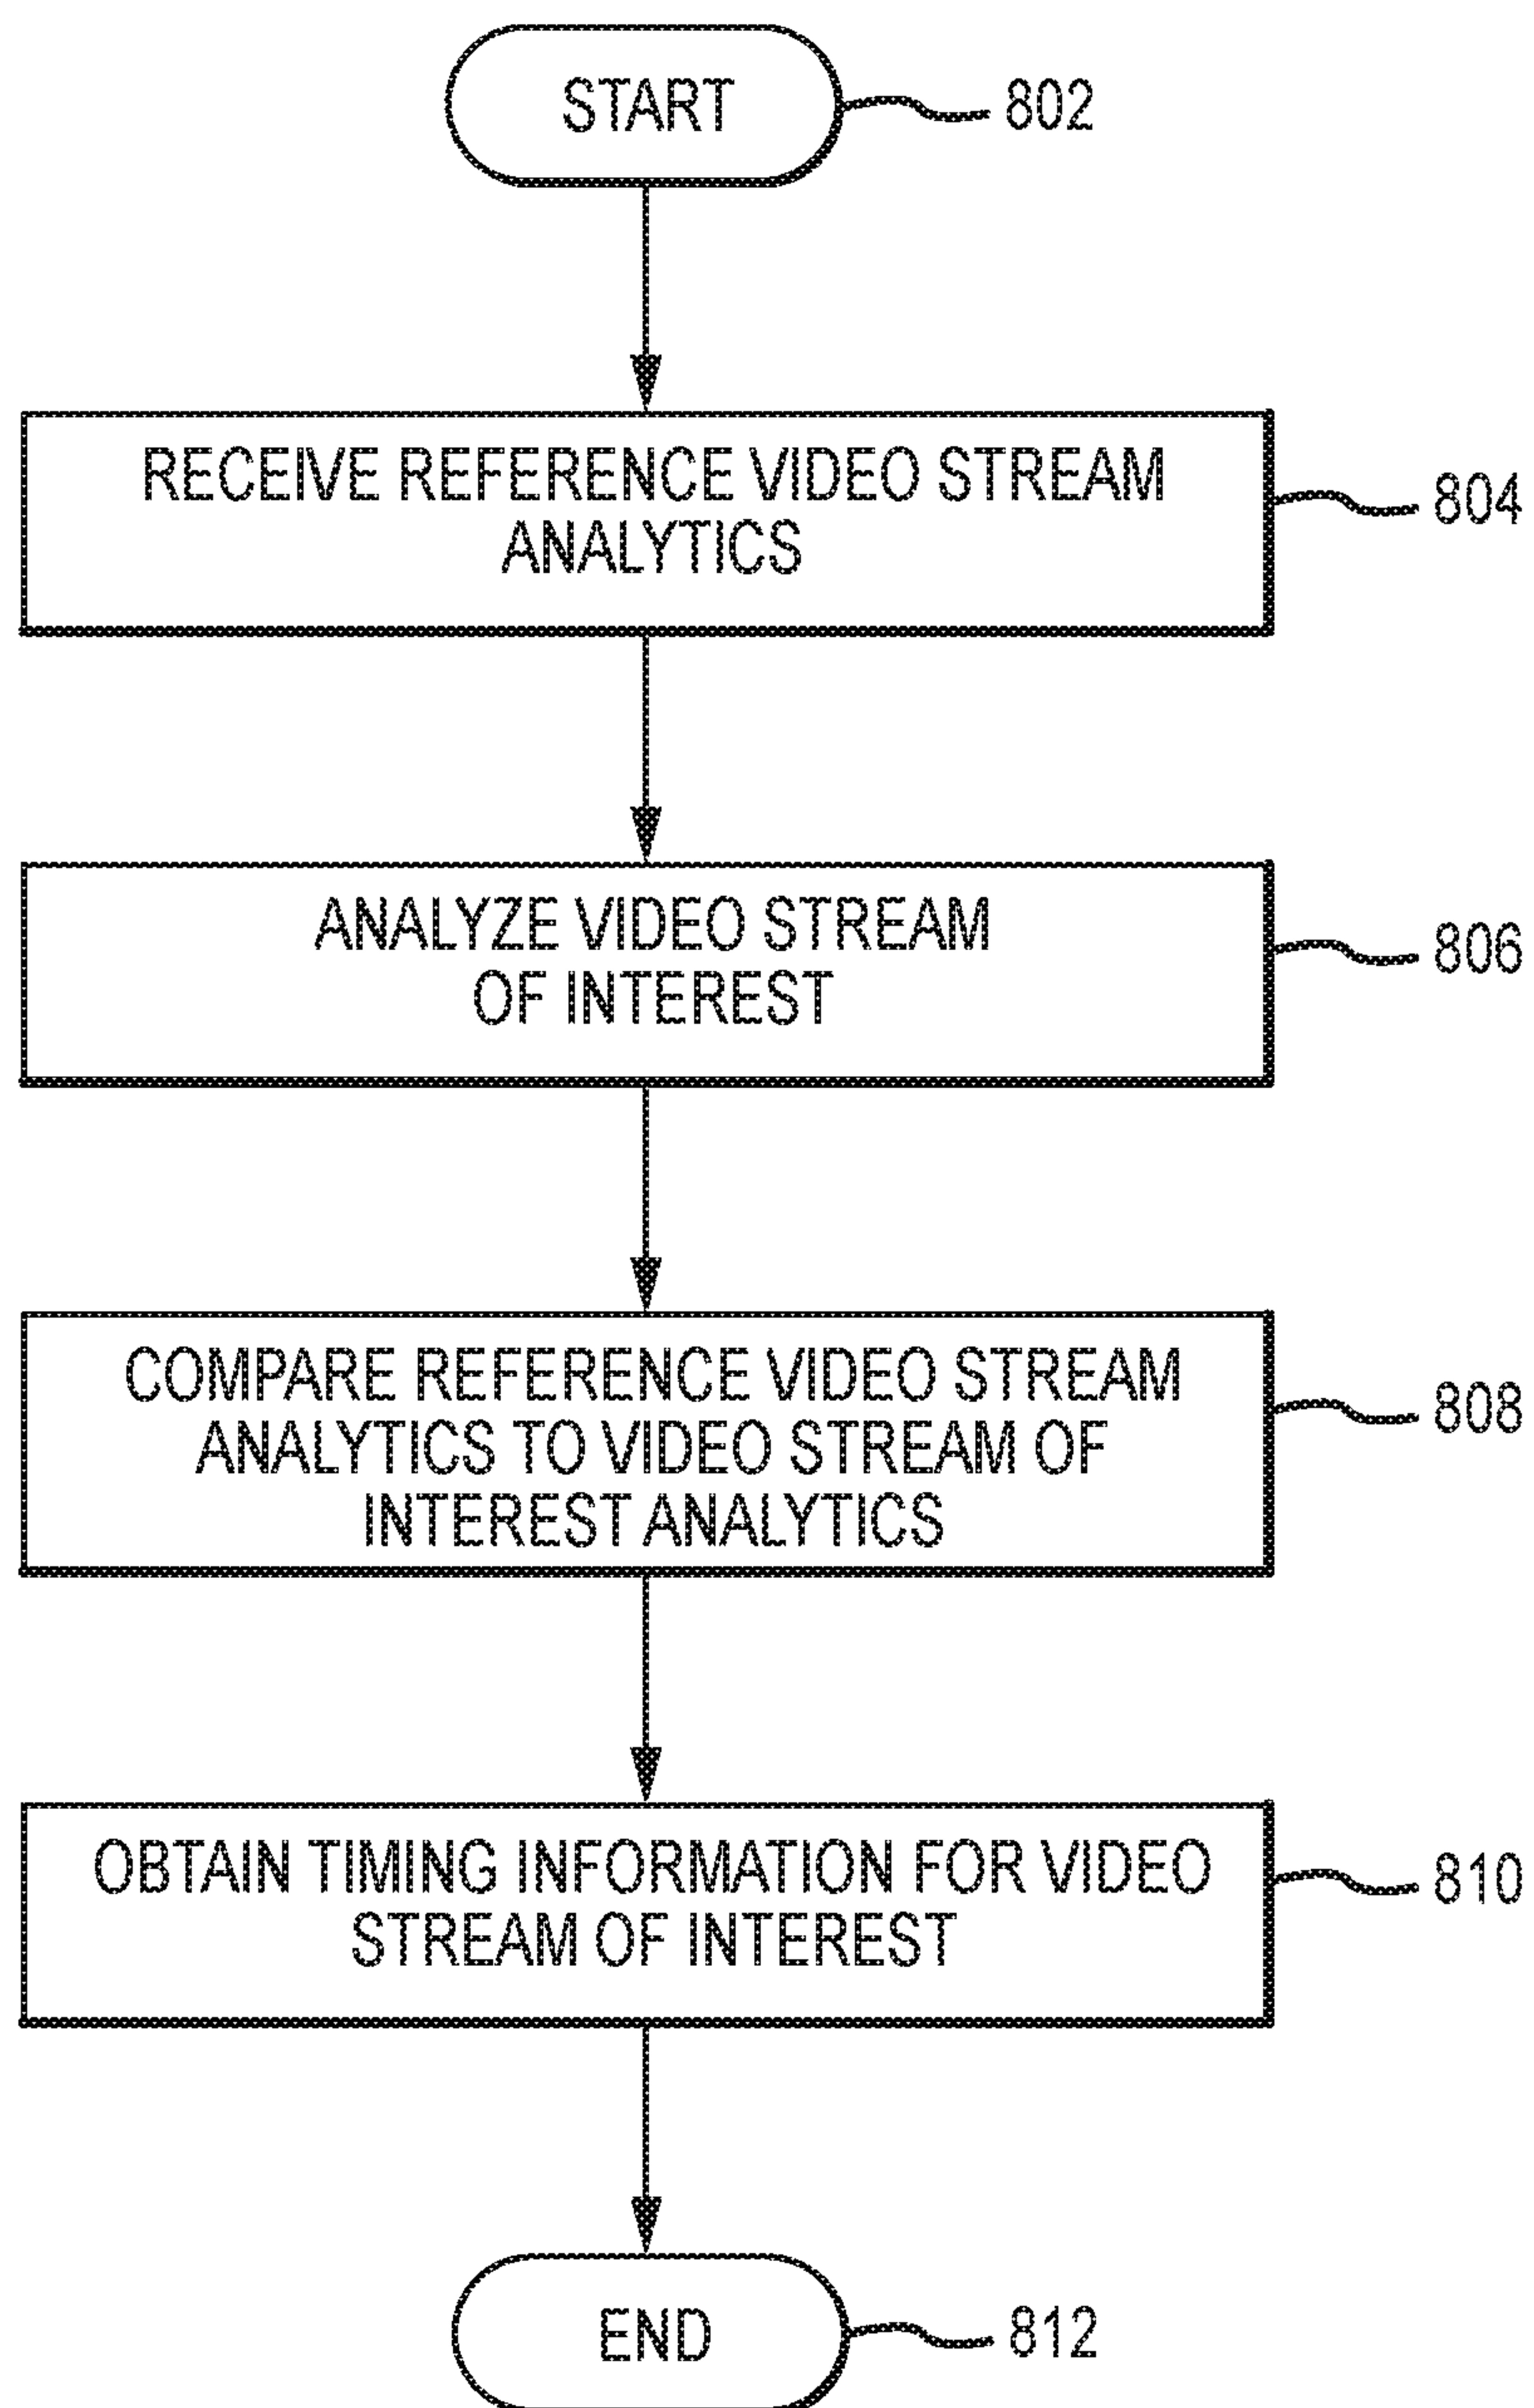 START
802
RECEIVE REFERENCE VIDEO STREAM
ANALYTICS
804
ANALYZE VIDEO STREAM
OF INTEREST
806
COMPARE REFERENCE VIDEO STREAM
ANALYTICS TO VIDEO STREAM OF
INTEREST ANALYTICS
808
OBTAIN TIMING INFORMATION FOR VIDEO
STREAM OF INTEREST
810
END
812